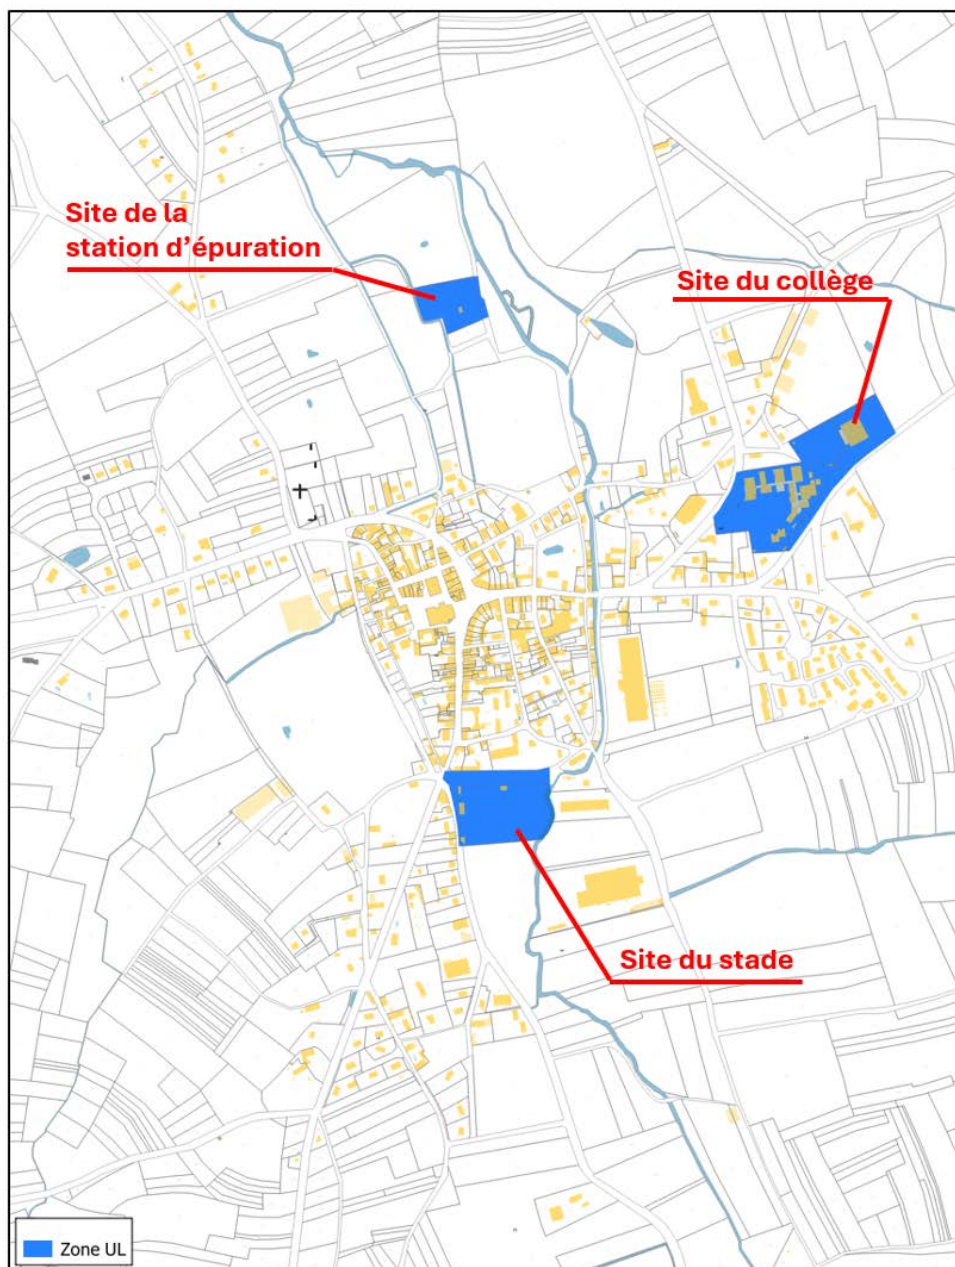 Site de la
station d’épuration
Site du collège
Site du stade
Zone UL